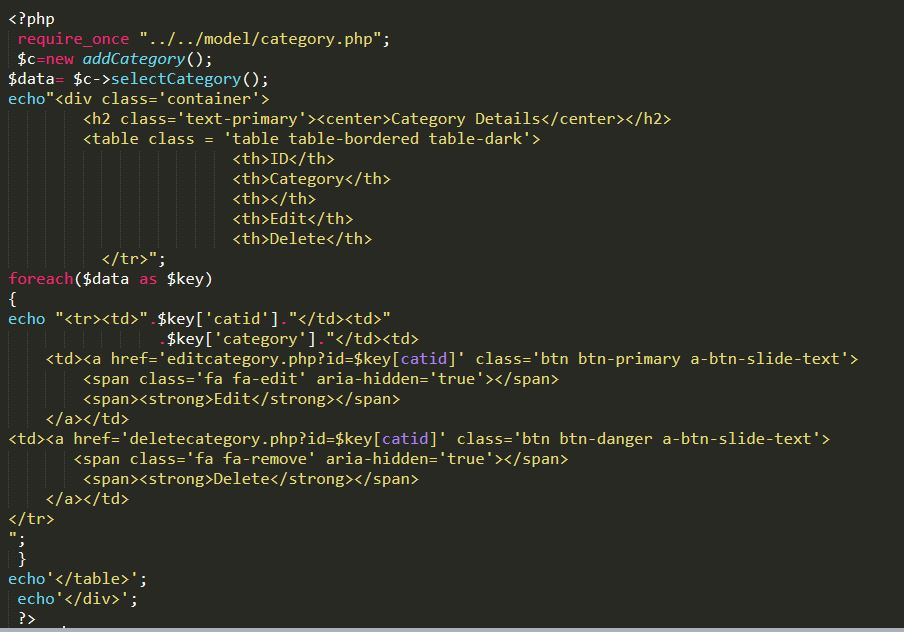 <?php
require_once "../../model/category.php";
$c=new addCategory();
$data= $c->selectCategory();
echo"<div class='container'>
<h2 class='text-primary'><center>Category Details</center></h2>
<table class = 'table table-bordered table-dark'>
<th>ID</th>
<th>Category</th>
<th></th>
<th>Edit</th>
<th>Delete</th>
</tr>";
foreach($data as $key)
{
echo "<tr><td>".$key['catid']."</td><td>"
.$key['category']."</td><td>
<td><a href='editcategory.php?id=$key[catid]' class='btn btn-primary a-btn-slide-text'>
<span class='fa fa-edit' aria-hidden='true'></span>
<span><strong>Edit</strong></span>
</a></td>
<td><a href='deletecategory.php?id=$key[catid]' class='btn btn-danger a-btn-slide-text'>
<span class='fa fa-remove' aria-hidden='true'></span>
<span><strong>Delete</strong></span>
</a></td>
</tr>
";
}
echo'</table>';
echo'</div>';
?>